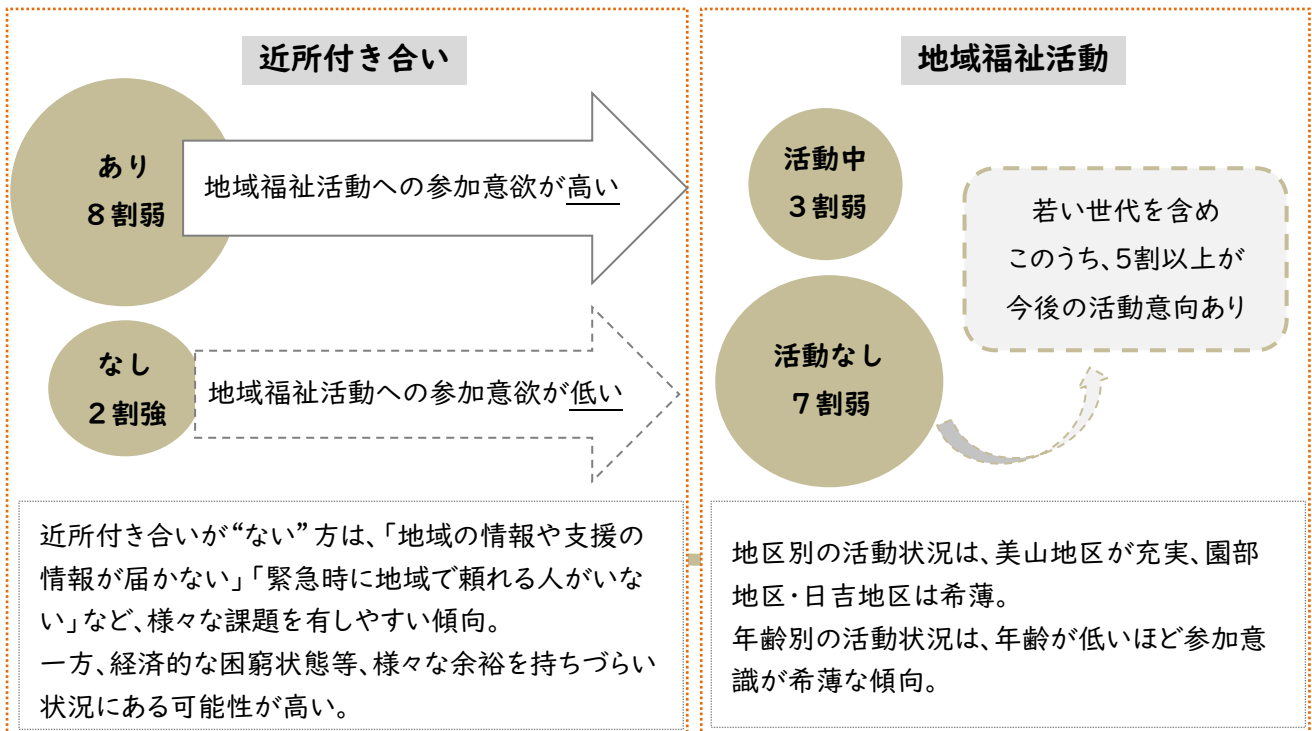 近所付き合い
あり
８割弱
地域福祉活動への参加意欲が高い
なし
２割強
地域福祉活動への参加意欲が低い
近所付き合いが“ない”方は、「地域の情報や支援の
情報が届かない」「緊急時に地域で頼れる人がいな
い」など、様々な課題を有しやすい傾向。
一方、経済的な困窮状態等、様々な余裕を持ちづらい
状況にある可能性が高い。
地域福祉活動
活動中
３割弱
活動なし
７割弱
若い世代を含め
このうち、5割以上が
今後の活動意向あり
地区別の活動状況は、美山地区が充実、園部
地区・日吉地区は希薄。
年齢別の活動状況は、年齢が低いほど参加意
識が希薄な傾向。